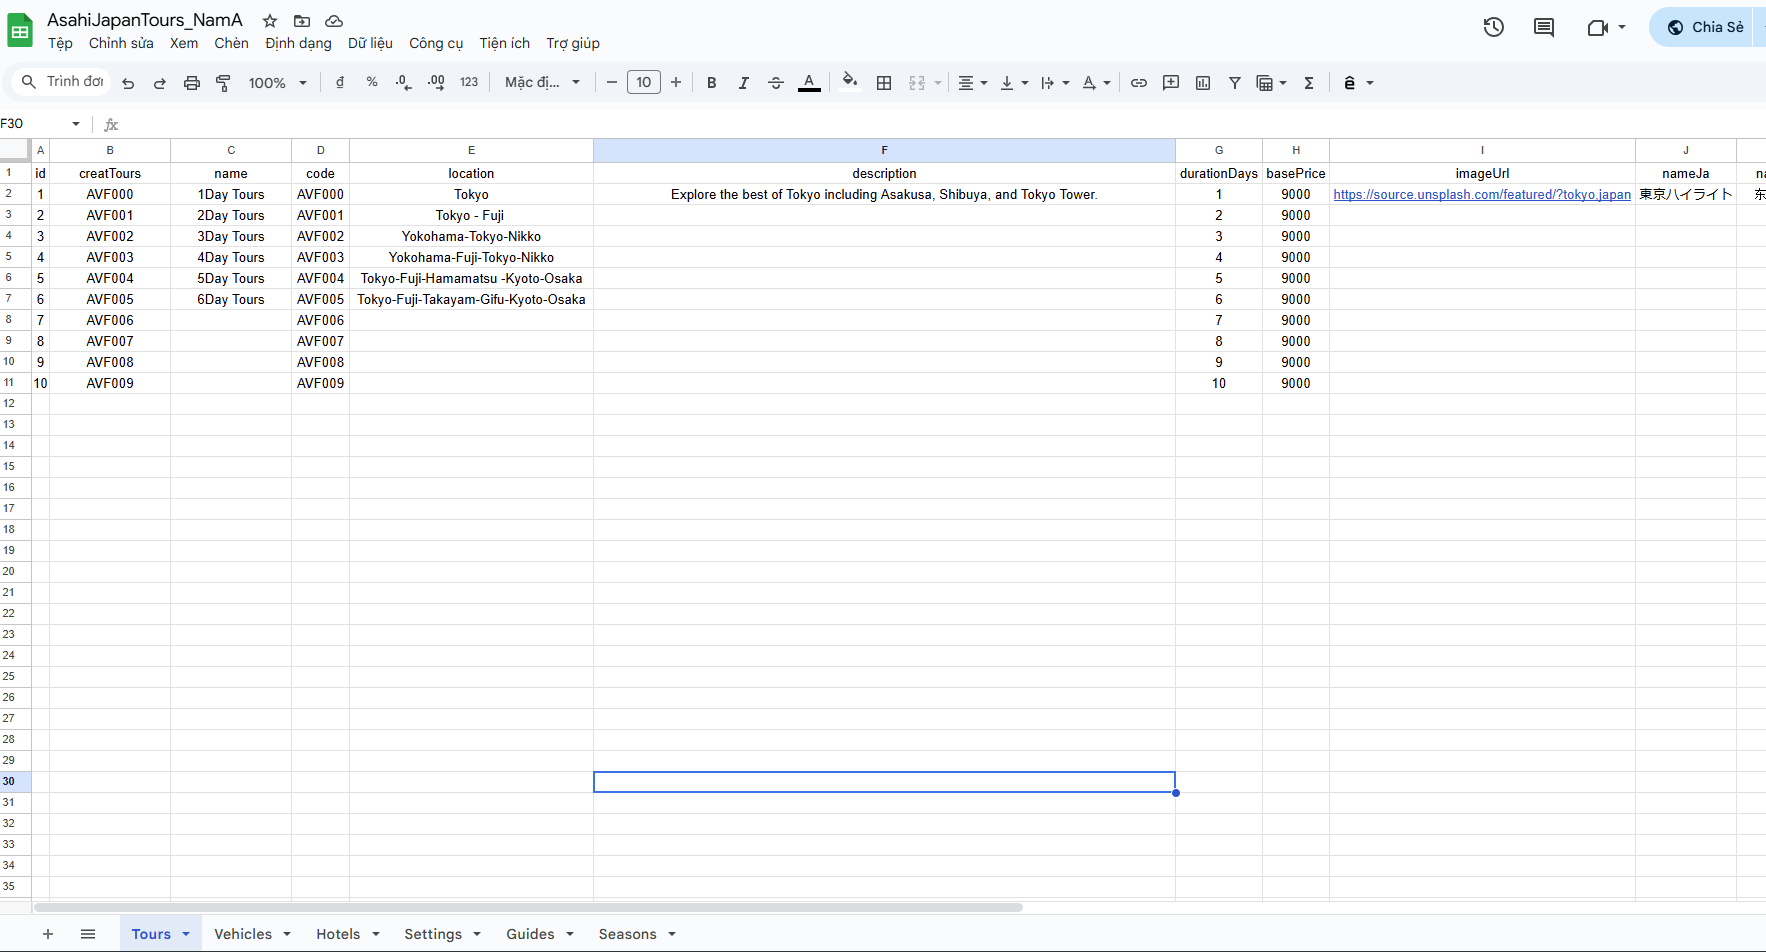 AsahiJapanTours_NamA
Tệp Chỉnh sửa Xem Chèn Định dạng Dữ liệu Công cụ Tiện ích Trợ giúp
Chia Sẻ
Trình đơn 100% ₫ % .0 .00 123 Mặc đị... 10 B I A Σ ê
F30 fx
A B C D E F G H I J
1 id creatTours name code location description durationDays basePrice imageUrl nameJa na
2 1 AVF000 1Day Tours AVF000 Tokyo Explore the best of Tokyo including Asakusa, Shibuya, and Tokyo Tower. 1 9000 https://source.unsplash.com/featured/?tokyo,japan 東京ハイライト 东
3 2 AVF001 2Day Tours AVF001 Tokyo - Fuji 2 9000
4 3 AVF002 3Day Tours AVF002 Yokohama-Tokyo-Nikko 3 9000
5 4 AVF003 4Day Tours AVF003 Yokohama-Fuji-Tokyo-Nikko 4 9000
6 5 AVF004 5Day Tours AVF004 Tokyo-Fuji-Hamamatsu -Kyoto-Osaka 5 9000
7 6 AVF005 6Day Tours AVF005 Tokyo-Fuji-Takayam-Gifu-Kyoto-Osaka 6 9000
8 7 AVF006 AVF006 7 9000
9 8 AVF007 AVF007 8 9000
10 9 AVF008 AVF008 9 9000
11 10 AVF009 AVF009 10 9000
12
13
14
15
16
17
18
19
20
21
22
23
24
25
26
27
28
29
30
31
32
33
34
35
Tours Vehicles Hotels Settings Guides Seasons